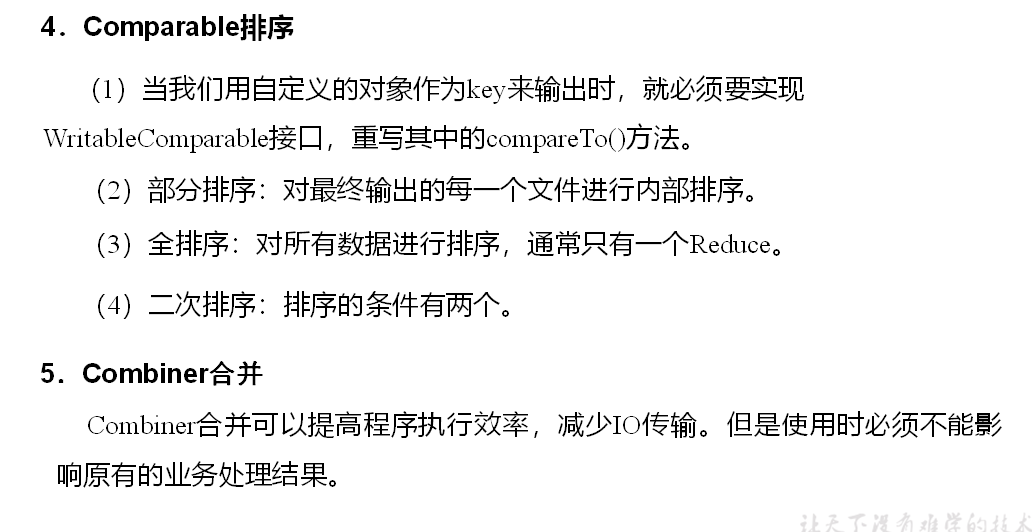 4．Comparable排序
（1）当我们用自定义的对象作为key来输出时，就必须要实现
WritableComparable接口，重写其中的compareTo()方法。
（2）部分排序：对最终输出的每一个文件进行内部排序。
（3）全排序：对所有数据进行排序，通常只有一个Reduce。
（4）二次排序：排序的条件有两个。
5．Combiner合并
Combiner合并可以提高程序执行效率，减少IO传输。但是使用时必须不能影
响原有的业务处理结果。
让天下没有难学的技术